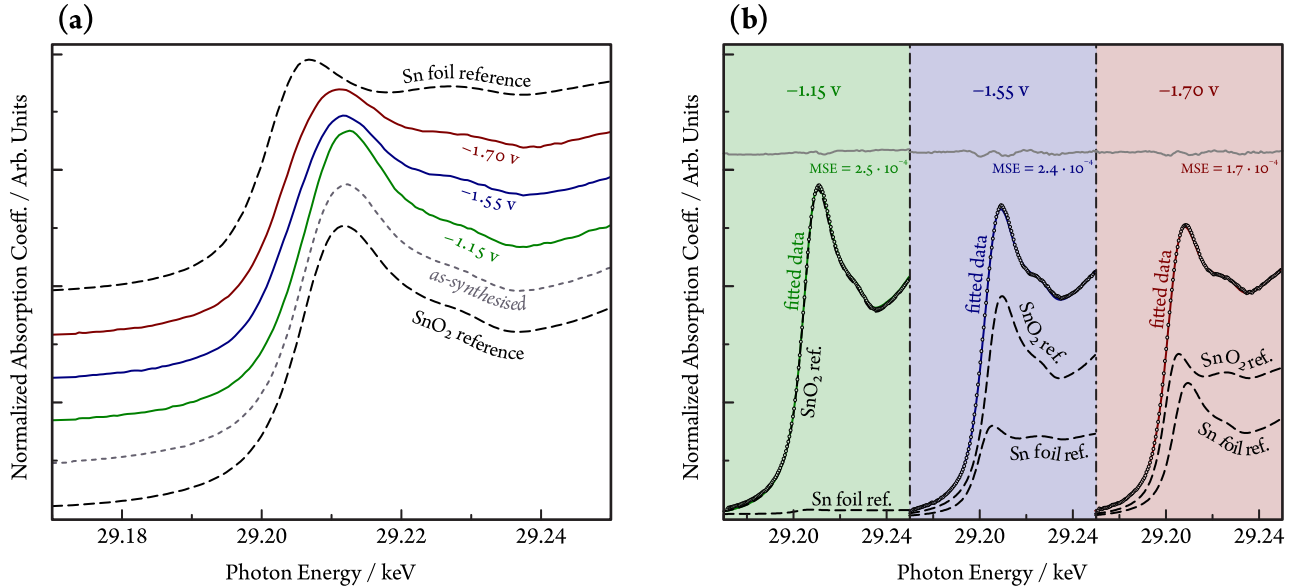 (a)
Normalized Absorption Coeff. / Arb. Units
Sn foil reference
−1.70 V
−1.55 V
−1.15 V
as-synthesised
SnO2 reference
29.18 29.20 29.22 29.24
Photon Energy / keV
(b)
Normalized Absorption Coeff. / Arb. Units
−1.15 V
−1.55 V
−1.70 V
MSE = 2.5 · 10⁻⁴
MSE = 2.4 · 10⁻⁴
MSE = 1.7 · 10⁻⁴
fitted data
SnO2 ref.
Sn foil ref.
fitted data
SnO2 ref.
Sn foil ref.
fitted data
SnO2 ref.
Sn foil ref.
29.20 29.24 29.20 29.24 29.20 29.24
Photon Energy / keV